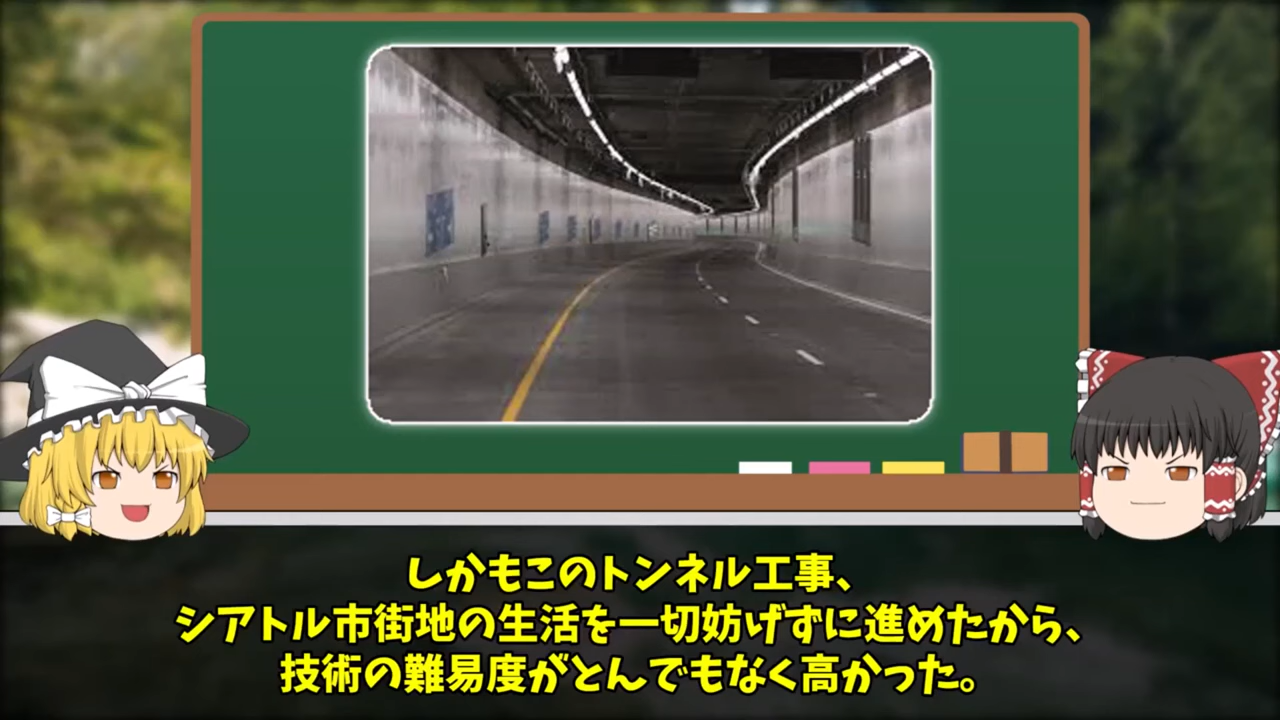 しかもこのトンネル工事、
シアトル市街地の生活を一切妨げずに進めたから、
技術の難易度がとんでもなく高かった。